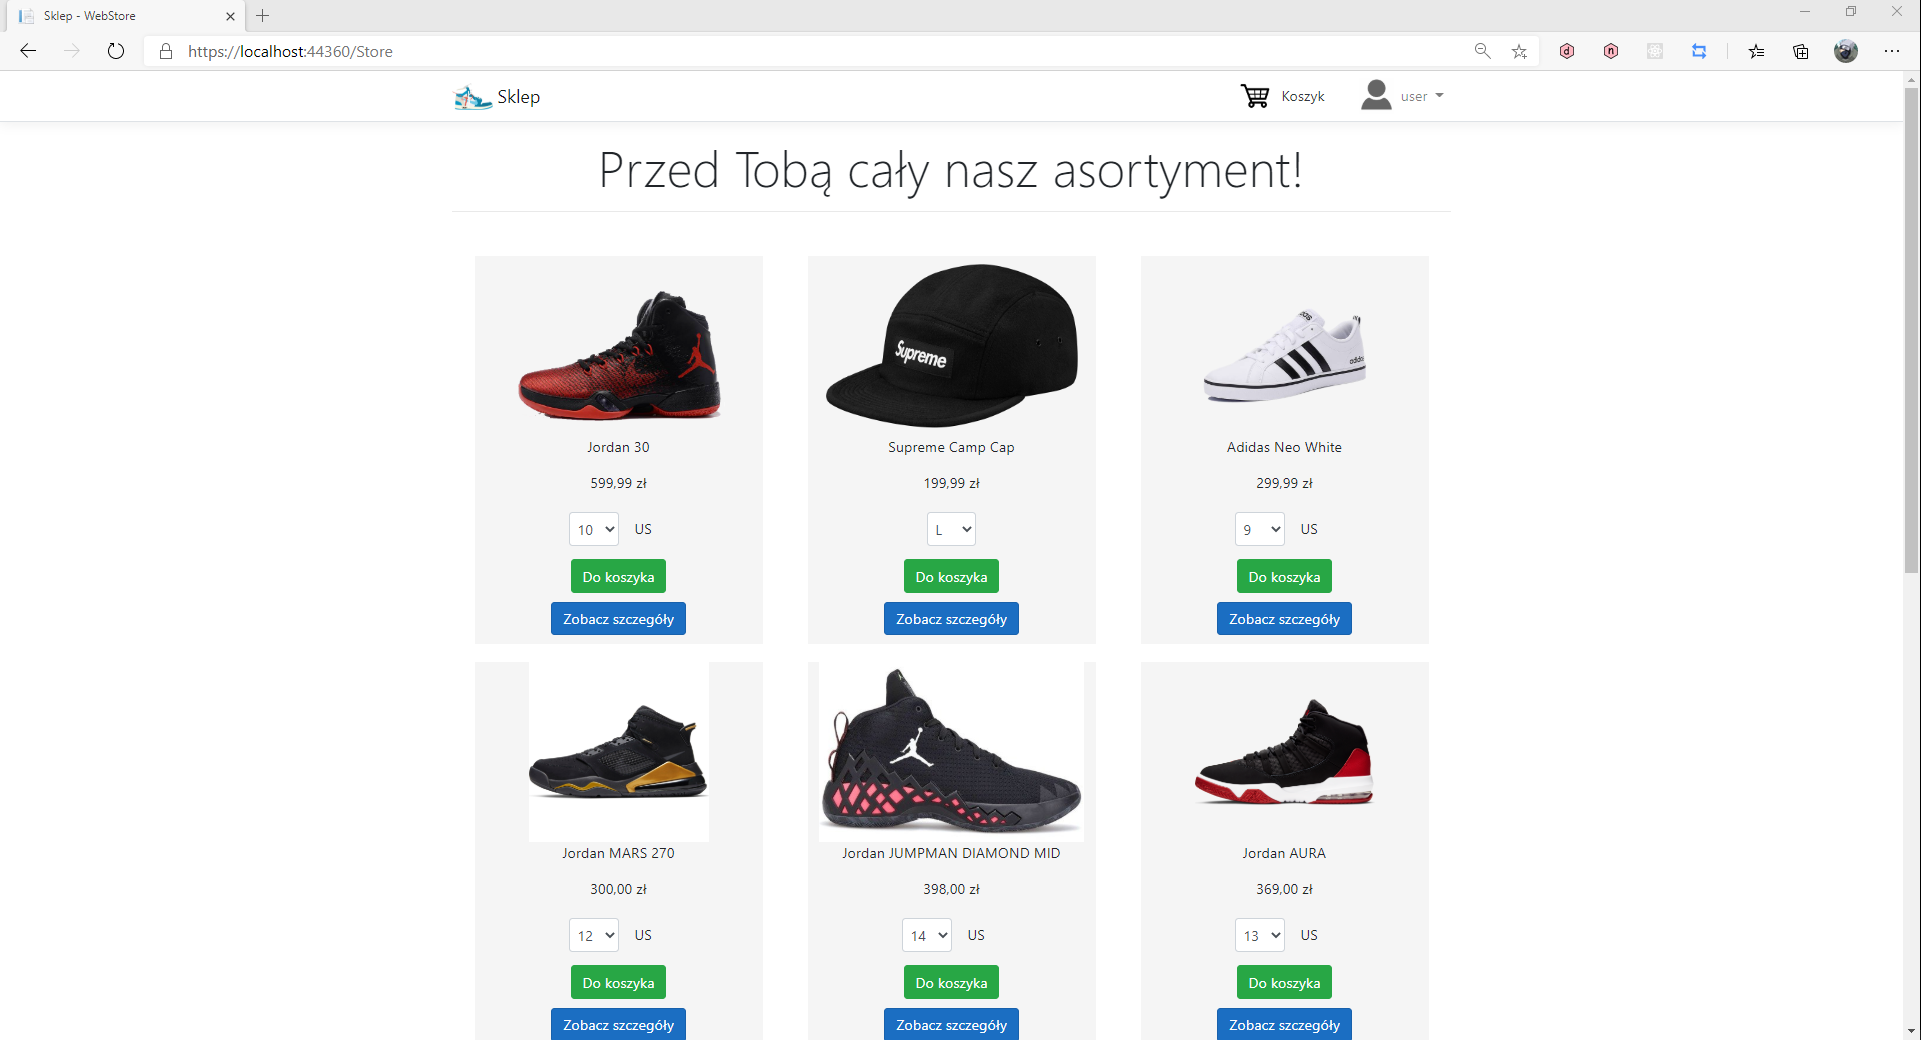 Sklep - WebStore
https://localhost:44360/Store
Sklep
Koszyk
user
Przed Tobą cały nasz asortyment!
Supreme
adidas
Jordan 30
Supreme Camp Cap
Adidas Neo White
599,99 zł
199,99 zł
299,99 zł
10 US
L
9 US
Do koszyka
Do koszyka
Do koszyka
Zobacz szczegóły
Zobacz szczegóły
Zobacz szczegóły
Jordan MARS 270
Jordan JUMPMAN DIAMOND MID
Jordan AURA
300,00 zł
398,00 zł
369,00 zł
12 US
14 US
13 US
Do koszyka
Do koszyka
Do koszyka
Zobacz szczegóły
Zobacz szczegóły
Zobacz szczegóły